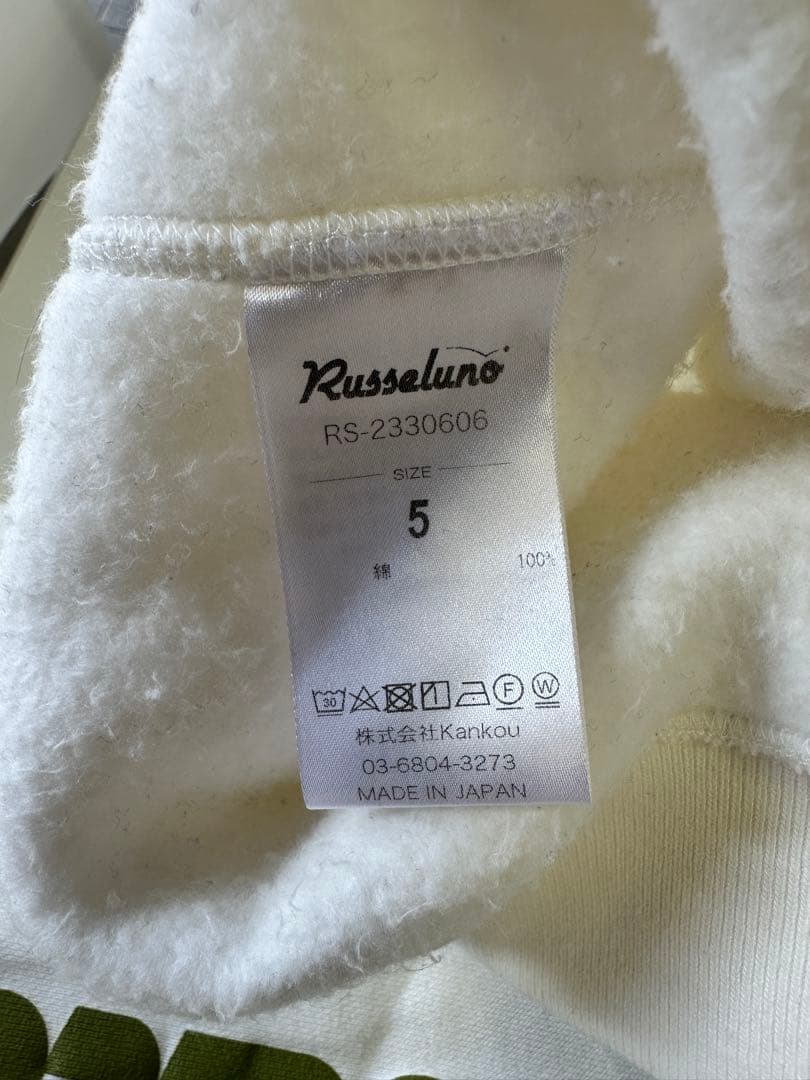 Russeluno
RS-2330606
SIZE
5
綿 100%
30 F W
株式会社Kankou
03-6804-3273
MADE IN JAPAN